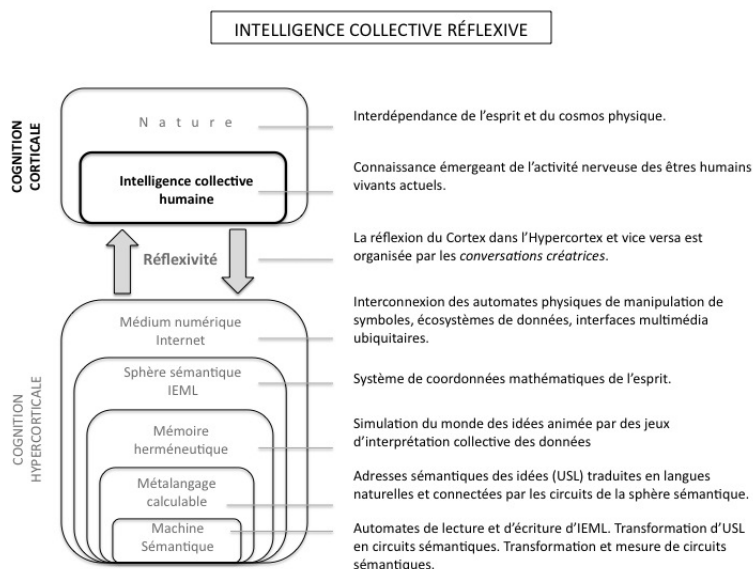 INTELLIGENCE COLLECTIVE RÉFLEXIVE
COGNITION
CORTICALE
N a t u r e
Interdépendance de l'esprit et du cosmos physique.
Intelligence collective
humaine
Connaissance émergeant de l'activité nerveuse des êtres humains
vivants actuels.
Réflexivité
La réflexion du Cortex dans l'Hypercortex et vice versa est
organisée par les conversations créatrices.
COGNITION
HYPERCORTICALE
Médium numérique
Internet
Interconnexion des automates physiques de manipulation de
symboles, écosystèmes de données, interfaces multimédia
ubiquitaires.
Sphère sémantique
IEML
Système de coordonnées mathématiques de l'esprit.
Mémoire
herméneutique
Simulation du monde des idées animée par des jeux
d'interprétation collective des données
Métalangage
calculable
Adresses sémantiques des idées (USL) traduites en langues
naturelles et connectées par les circuits de la sphère sémantique.
Machine
Sémantique
Automates de lecture et d'écriture d'IEML. Transformation d'USL
en circuits sémantiques. Transformation et mesure de circuits
sémantiques.